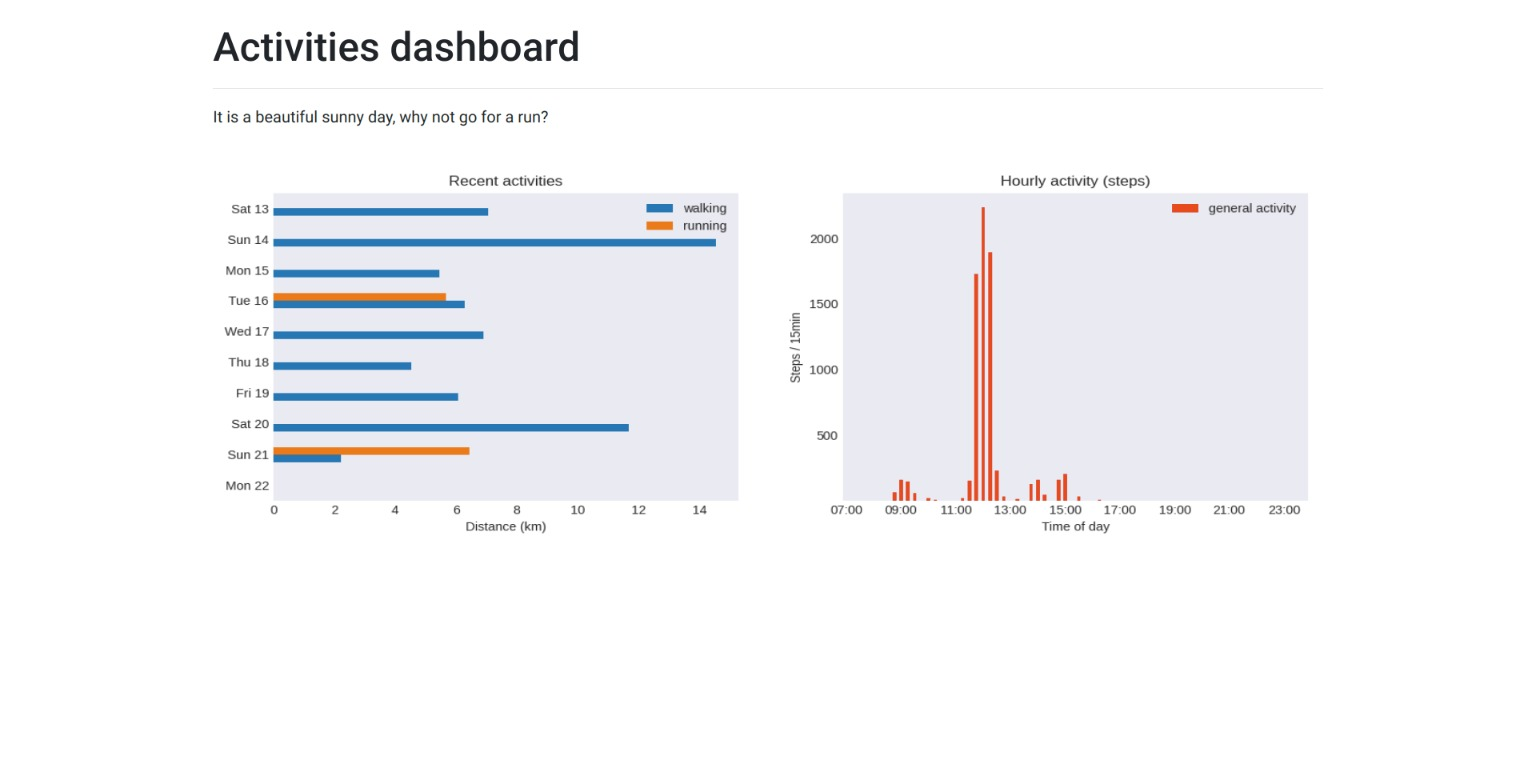 Activities dashboard
It is a beautiful sunny day, why not go for a run?
Recent activities
walking
running
Sat 13
Sun 14
Mon 15
Tue 16
Wed 17
Thu 18
Fri 19
Sat 20
Sun 21
Mon 22
0 2 4 6 8 10 12 14
Distance (km)
Hourly activity (steps)
general activity
Steps / 15min
2000
1500
1000
500
07:00 09:00 11:00 13:00 15:00 17:00 19:00 21:00 23:00
Time of day